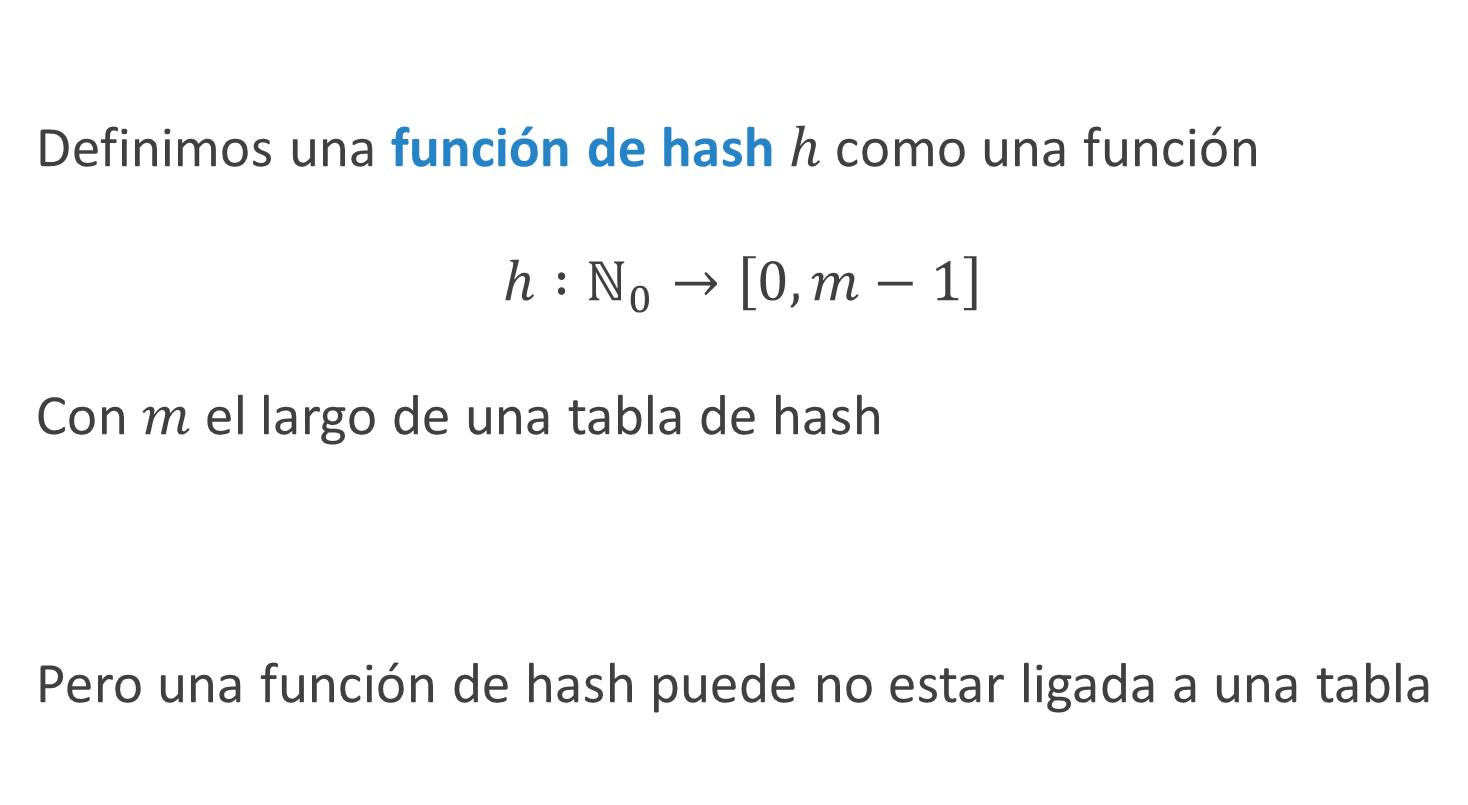 Definimos una función de hash ℎ como una función
ℎ : ℕ₀ → [0, 𝑚 − 1]
Con 𝑚 el largo de una tabla de hash
Pero una función de hash puede no estar ligada a una tabla